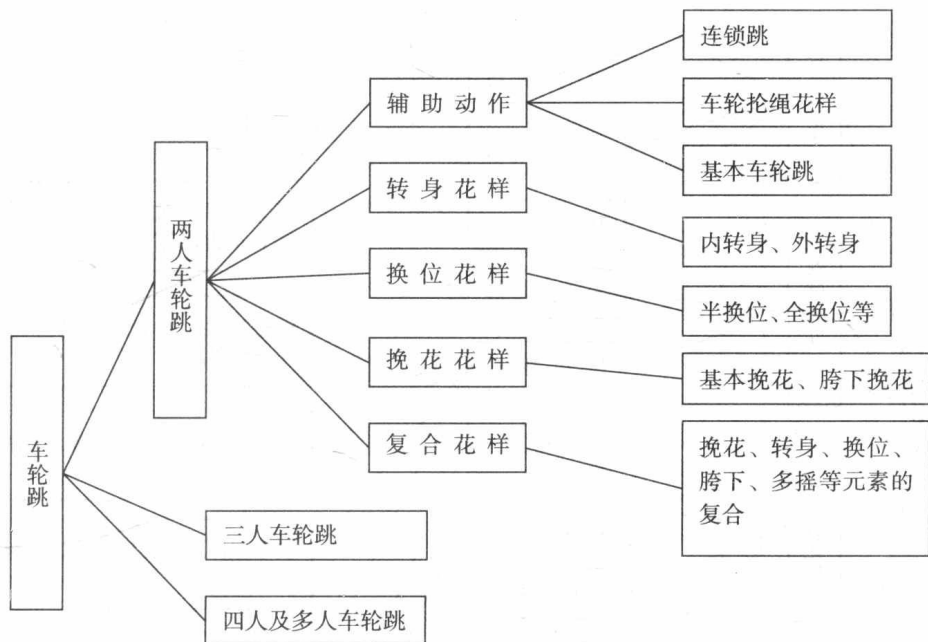 车轮跳
两人车轮跳
辅助动作
连锁跳
车轮抡绳花样
基本车轮跳
转身花样
内转身、外转身
换位花样
半换位、全换位等
挽花花样
基本挽花、胯下挽花
复合花样
挽花、转身、换位、
胯下、多摇等元素的
复合
三人车轮跳
四人及多人车轮跳